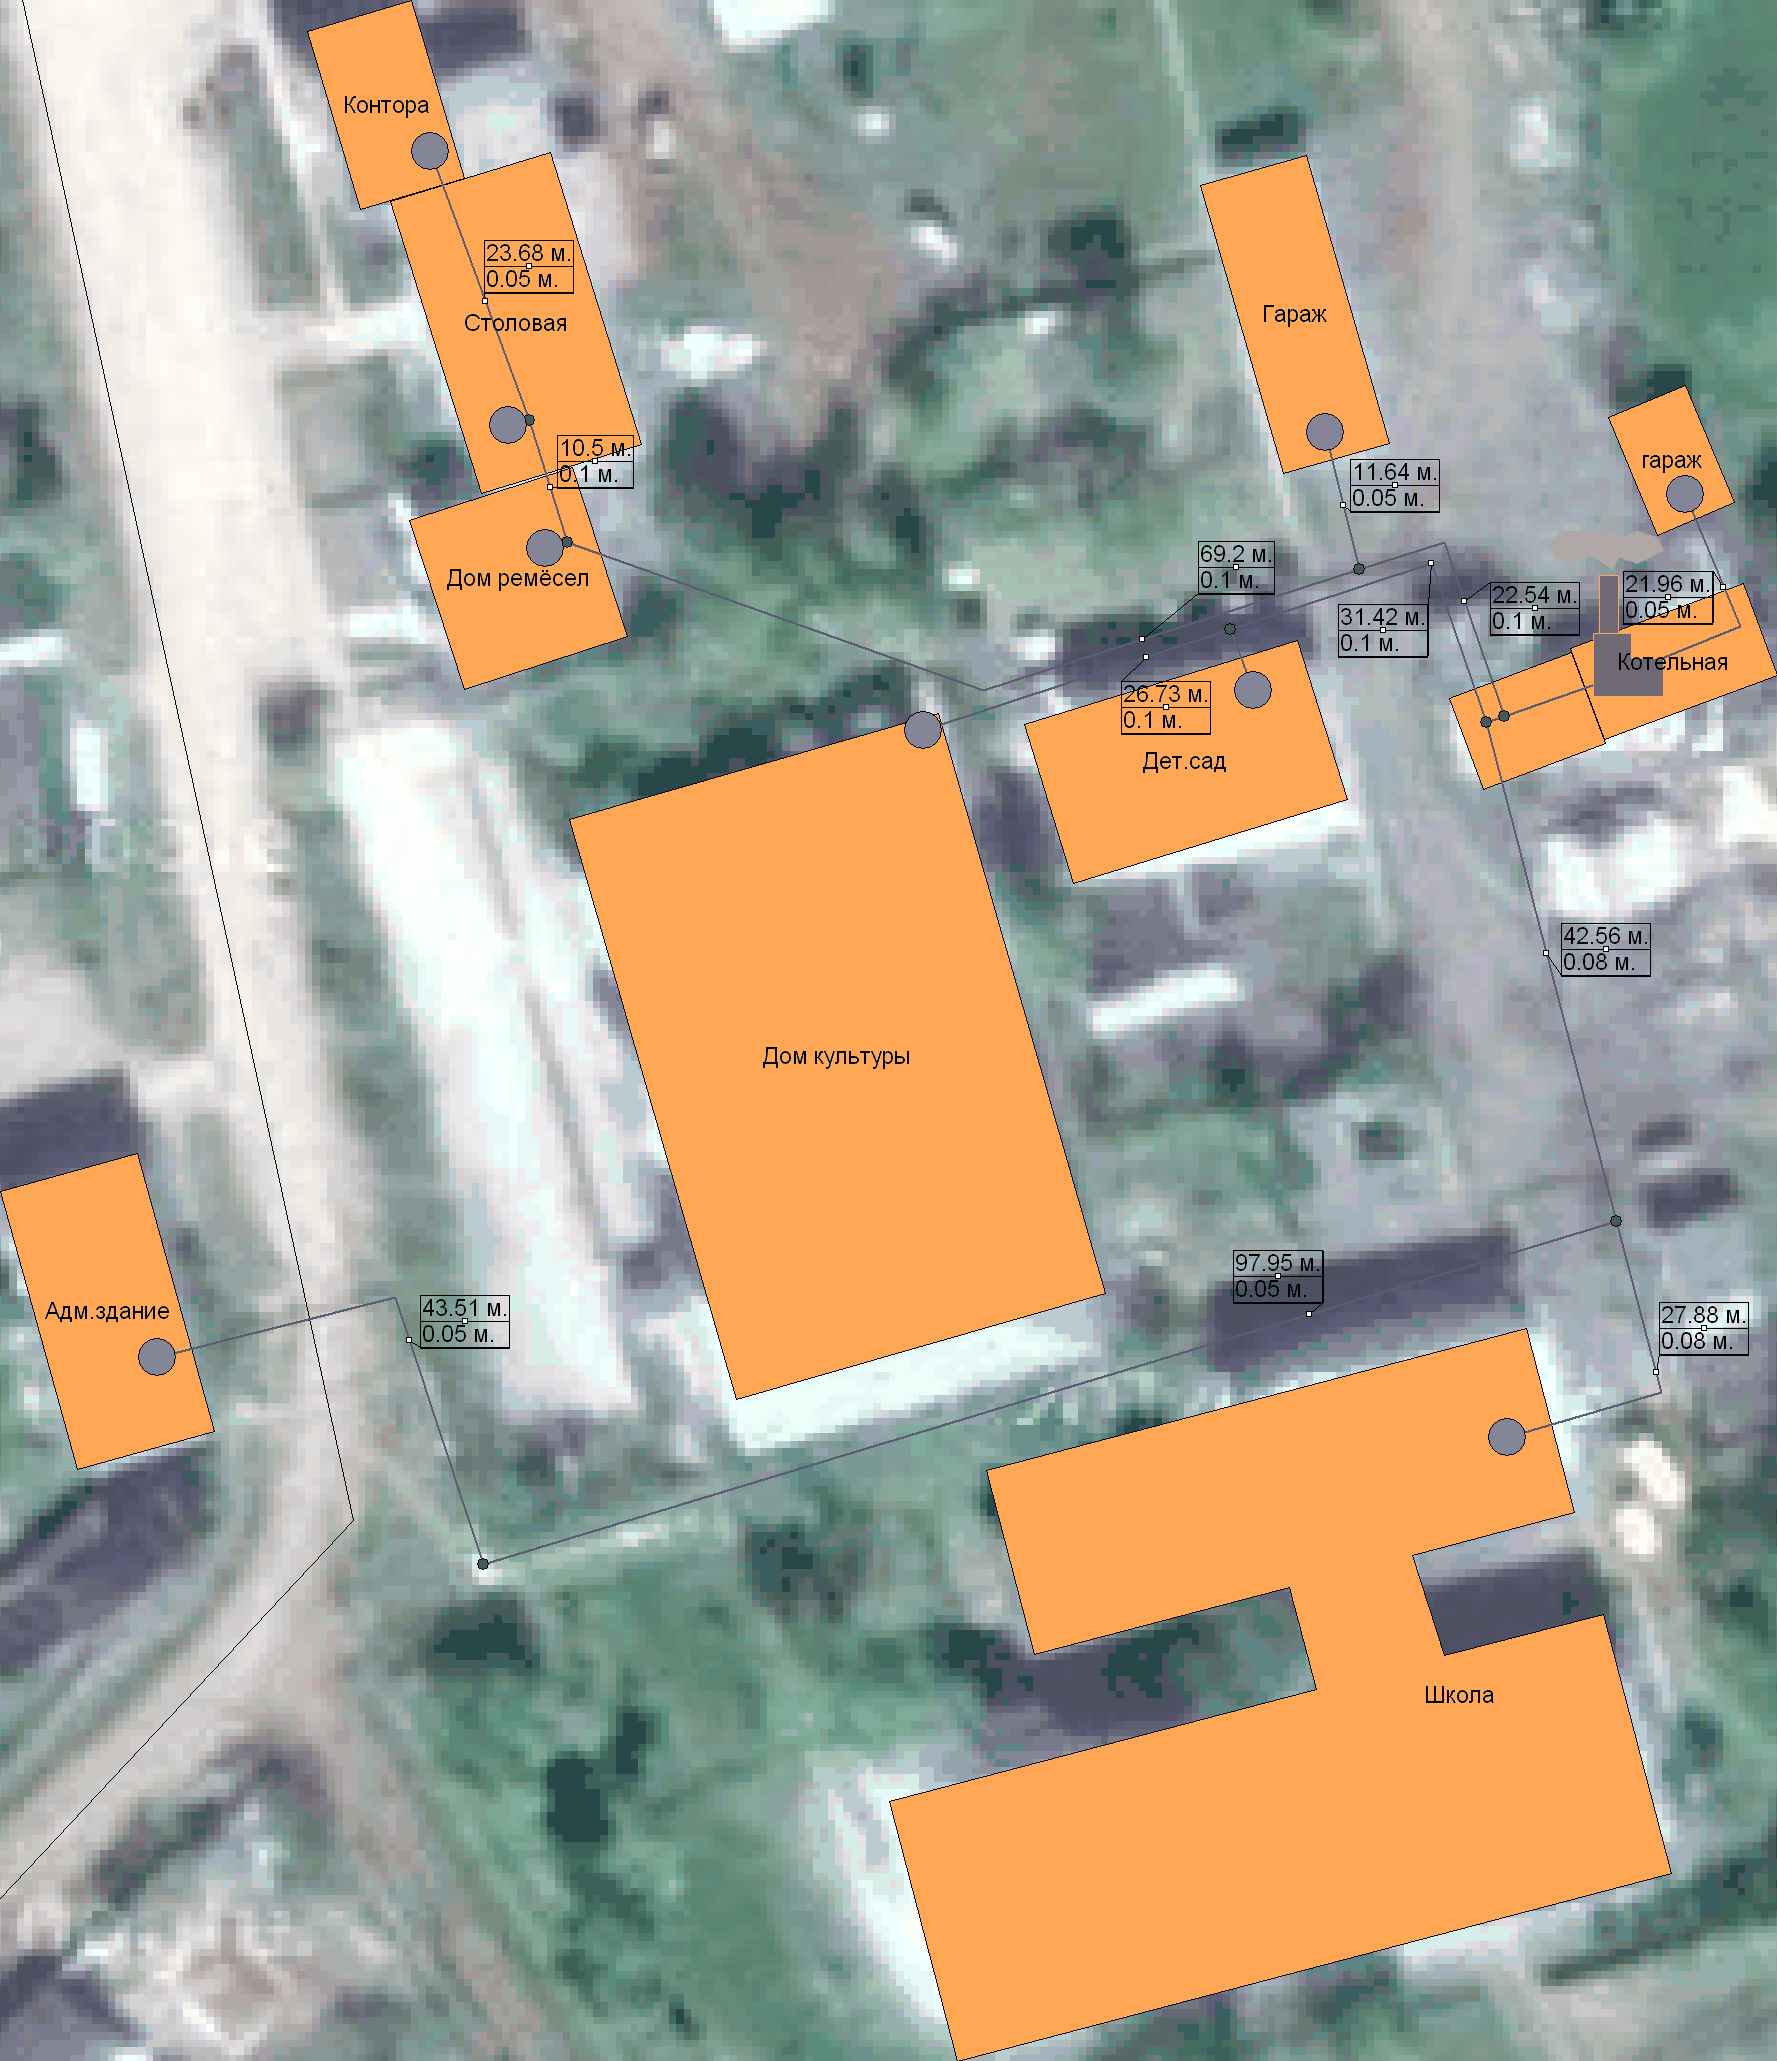 Контора
23.68 м.
0.05 м.
Столовая
Гараж
10.5 м.
0.1 м.
гараж
11.64 м.
0.05 м.
69.2 м.
0.1 м.
Дом ремёсел
22.54 м.
0.1 м.
21.96 м.
0.05 м.
31.42 м.
0.1 м.
Котельная
26.73 м.
0.1 м.
Дет.сад
42.56 м.
0.08 м.
Дом культуры
97.95 м.
0.05 м.
Адм.здание
43.51 м.
0.05 м.
27.88 м.
0.08 м.
Школа